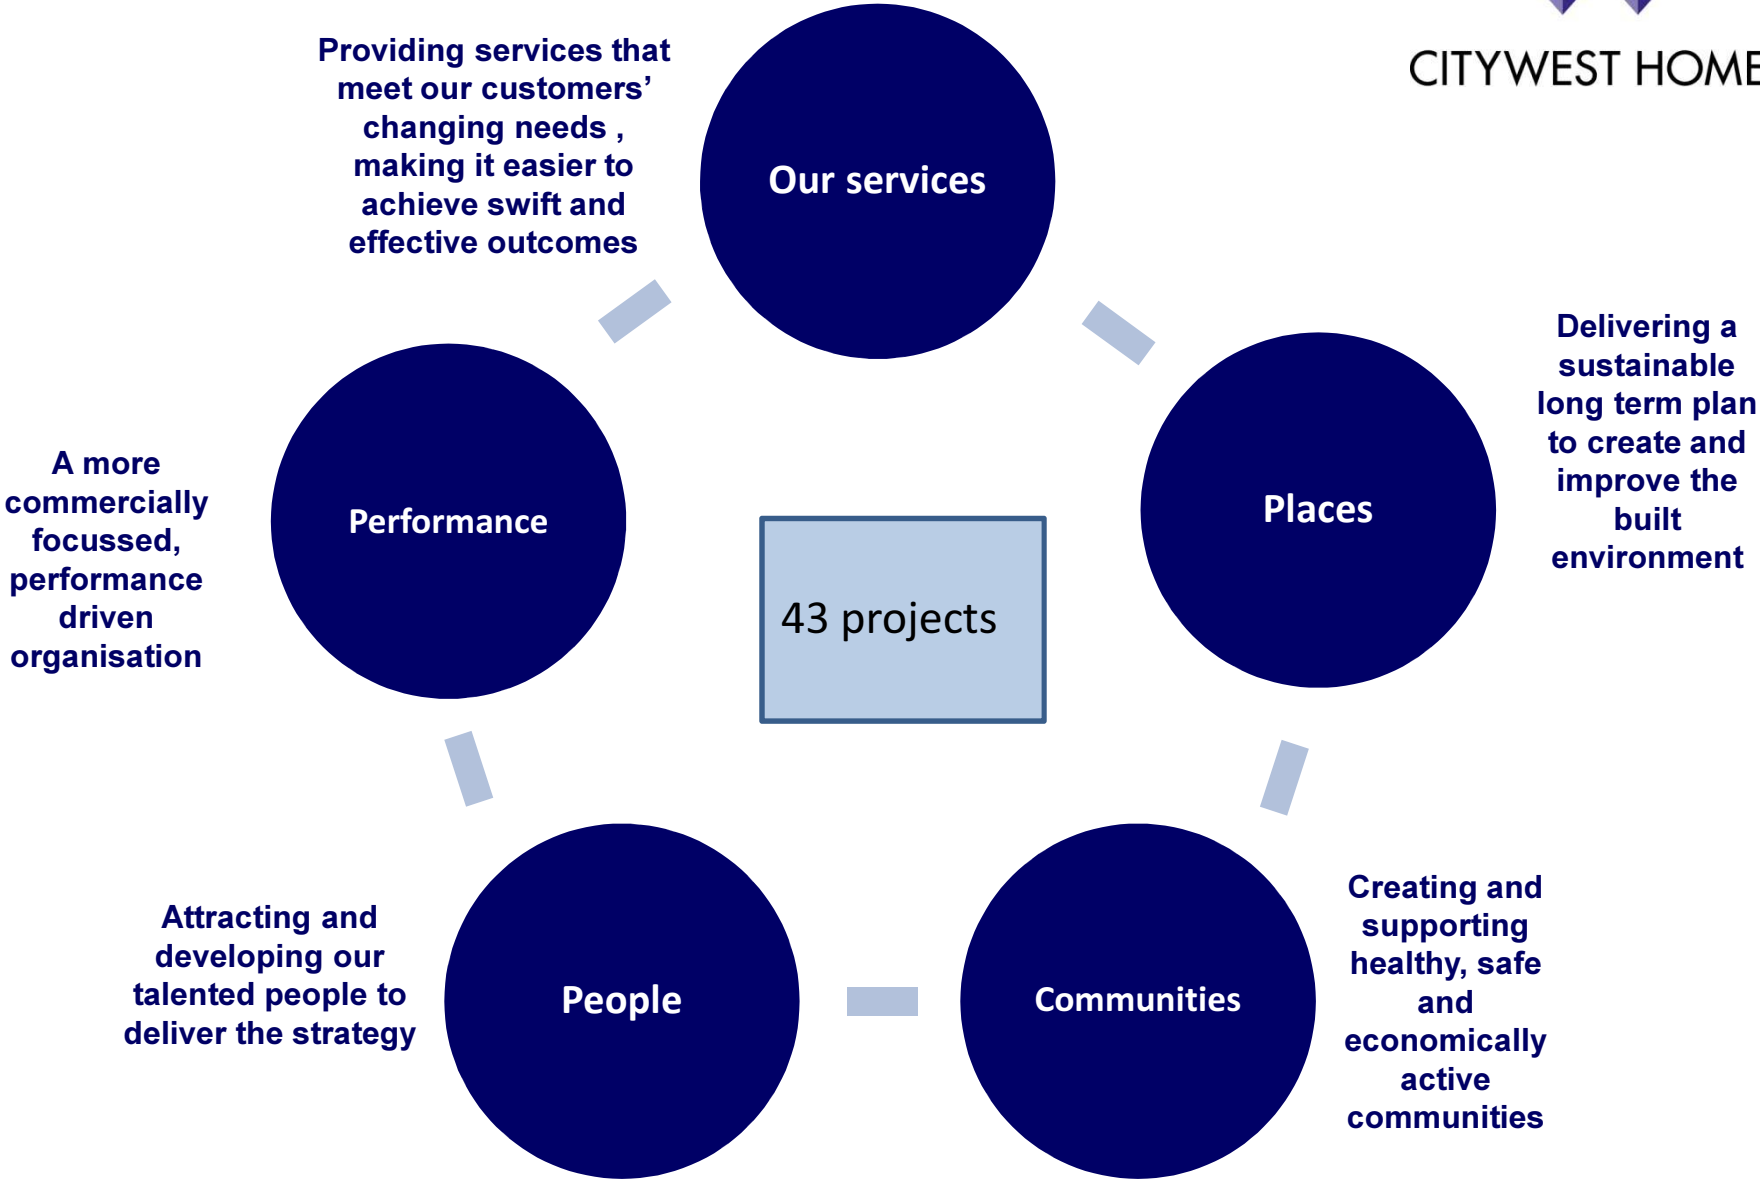 CITYWEST HOME
Providing services that
meet our customers’
changing needs ,
making it easier to
achieve swift and
effective outcomes
Our services
Delivering a
sustainable
long term plan
to create and
improve the
built
environment
Places
A more
commercially
focussed,
performance
driven
organisation
Performance
43 projects
Attracting and
developing our
talented people to
deliver the strategy
People
Communities
Creating and
supporting
healthy, safe
and
economically
active
communities